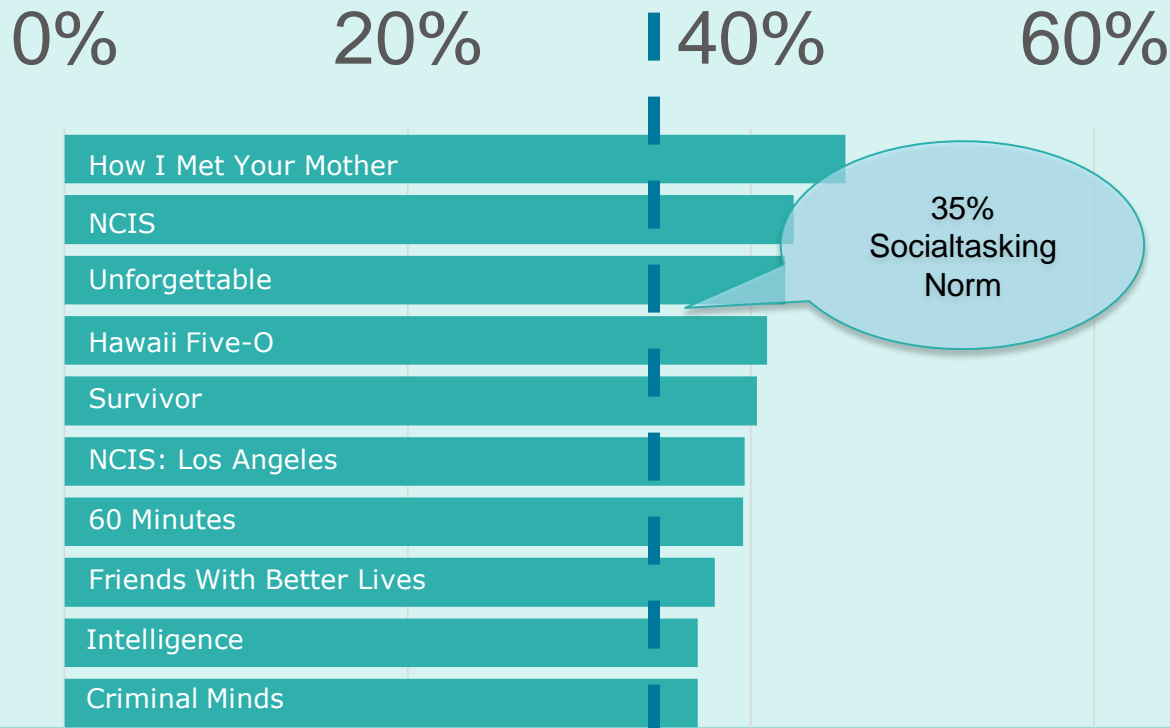 0% 20% 40% 60%
How I Met Your Mother
NCIS
35%
Socialtasking
Norm
Unforgettable
Hawaii Five-O
Survivor
NCIS: Los Angeles
60 Minutes
Friends With Better Lives
Intelligence
Criminal Minds